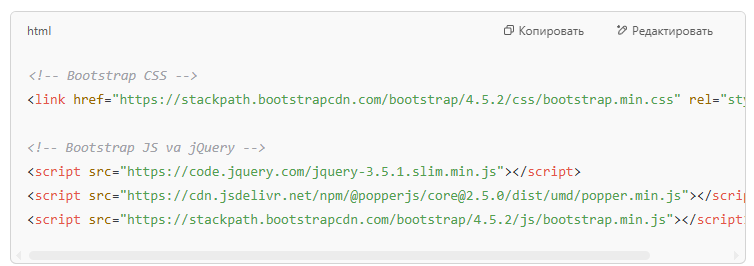 html
Копировать
Редактировать
<!-- Bootstrap CSS -->
<link href="https://stackpath.bootstrapcdn.com/bootstrap/4.5.2/css/bootstrap.min.css" rel="sty
<!-- Bootstrap JS va jQuery -->
<script src="https://code.jquery.com/jquery-3.5.1.slim.min.js"></script>
<script src="https://cdn.jsdelivr.net/npm/@popperjs/core@2.5.0/dist/umd/popper.min.js"></scrip
<script src="https://stackpath.bootstrapcdn.com/bootstrap/4.5.2/js/bootstrap.min.js"></script>